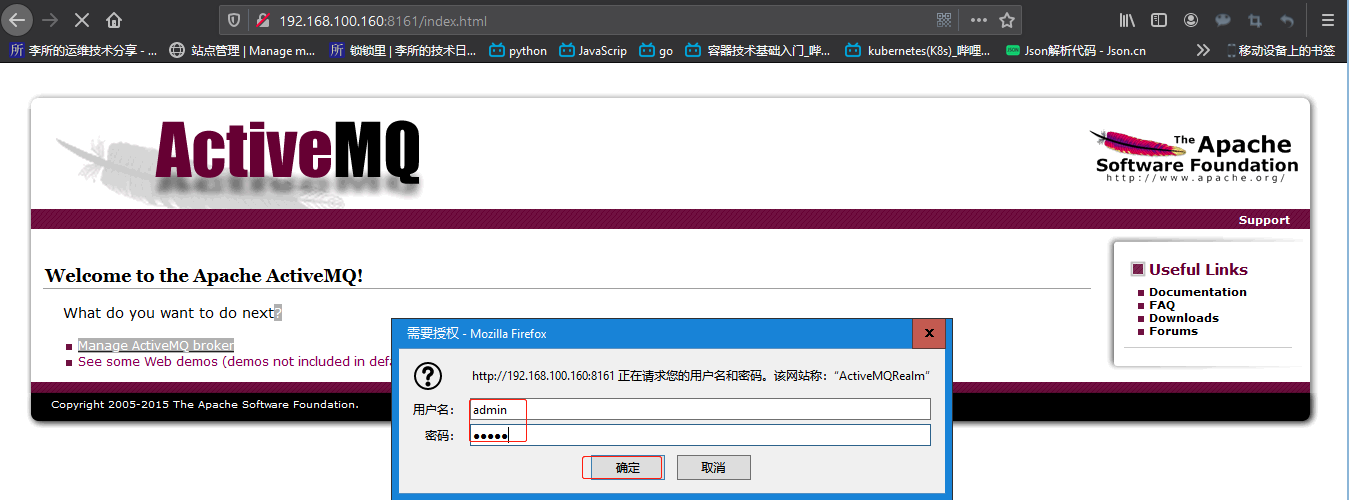 192.168.100.160:8161/index.html
李所的运维技术分享 - ...
站点管理 | Manage m...
所 锁锁里 | 李所的技术日...
python
JavaScrip
go
容器技术基础入门_哔...
kubernetes(K8s)_哔哩...
Json解析代码 - Json.cn
移动设备上的书签
ActiveMQ
The Apache
Software Foundation
http://www.apache.org/
Support
Welcome to the Apache ActiveMQ!
Useful Links
Documentation
FAQ
Downloads
Forums
What do you want to do next?
Manage ActiveMQ broker
See some Web demos (demos not included in defa
Copyright 2005-2015 The Apache Software Foundation.
需要授权 - Mozilla Firefox
http://192.168.100.160:8161 正在请求您的用户名和密码。该网站称：“ActiveMQRealm”
用户名： admin
密码： ●●●●●
确定 取消